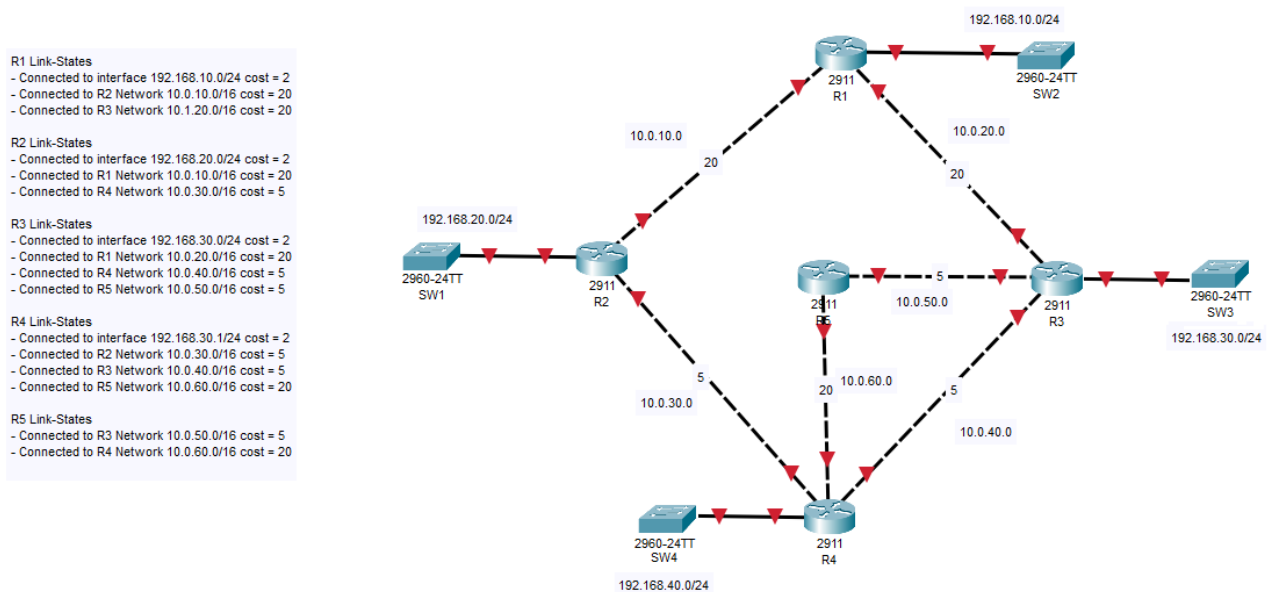 R1 Link-States
- Connected to interface 192.168.10.0/24 cost = 2
- Connected to R2 Network 10.0.10.0/16 cost = 20
- Connected to R3 Network 10.1.20.0/16 cost = 20
R2 Link-States
- Connected to interface 192.168.20.0/24 cost = 2
- Connected to R1 Network 10.0.10.0/16 cost = 20
- Connected to R4 Network 10.0.30.0/16 cost = 5
R3 Link-States
- Connected to interface 192.168.30.0/24 cost = 2
- Connected to R1 Network 10.0.20.0/16 cost = 20
- Connected to R4 Network 10.0.40.0/16 cost = 5
- Connected to R5 Network 10.0.50.0/16 cost = 5
R4 Link-States
- Connected to interface 192.168.30.1/24 cost = 2
- Connected to R2 Network 10.0.30.0/16 cost = 5
- Connected to R3 Network 10.0.40.0/16 cost = 5
- Connected to R5 Network 10.0.60.0/16 cost = 20
R5 Link-States
- Connected to R3 Network 10.0.50.0/16 cost = 5
- Connected to R4 Network 10.0.60.0/16 cost = 20
192.168.10.0/24
2911
R1
2960-24TT
SW2
10.0.10.0
20
10.0.20.0
20
192.168.20.0/24
2960-24TT
SW1
2911
R2
2911
R5
5
10.0.50.0
2911
R3
2960-24TT
SW3
192.168.30.0/24
5
10.0.30.0
20
10.0.60.0
5
10.0.40.0
2960-24TT
SW4
2911
R4
192.168.40.0/24